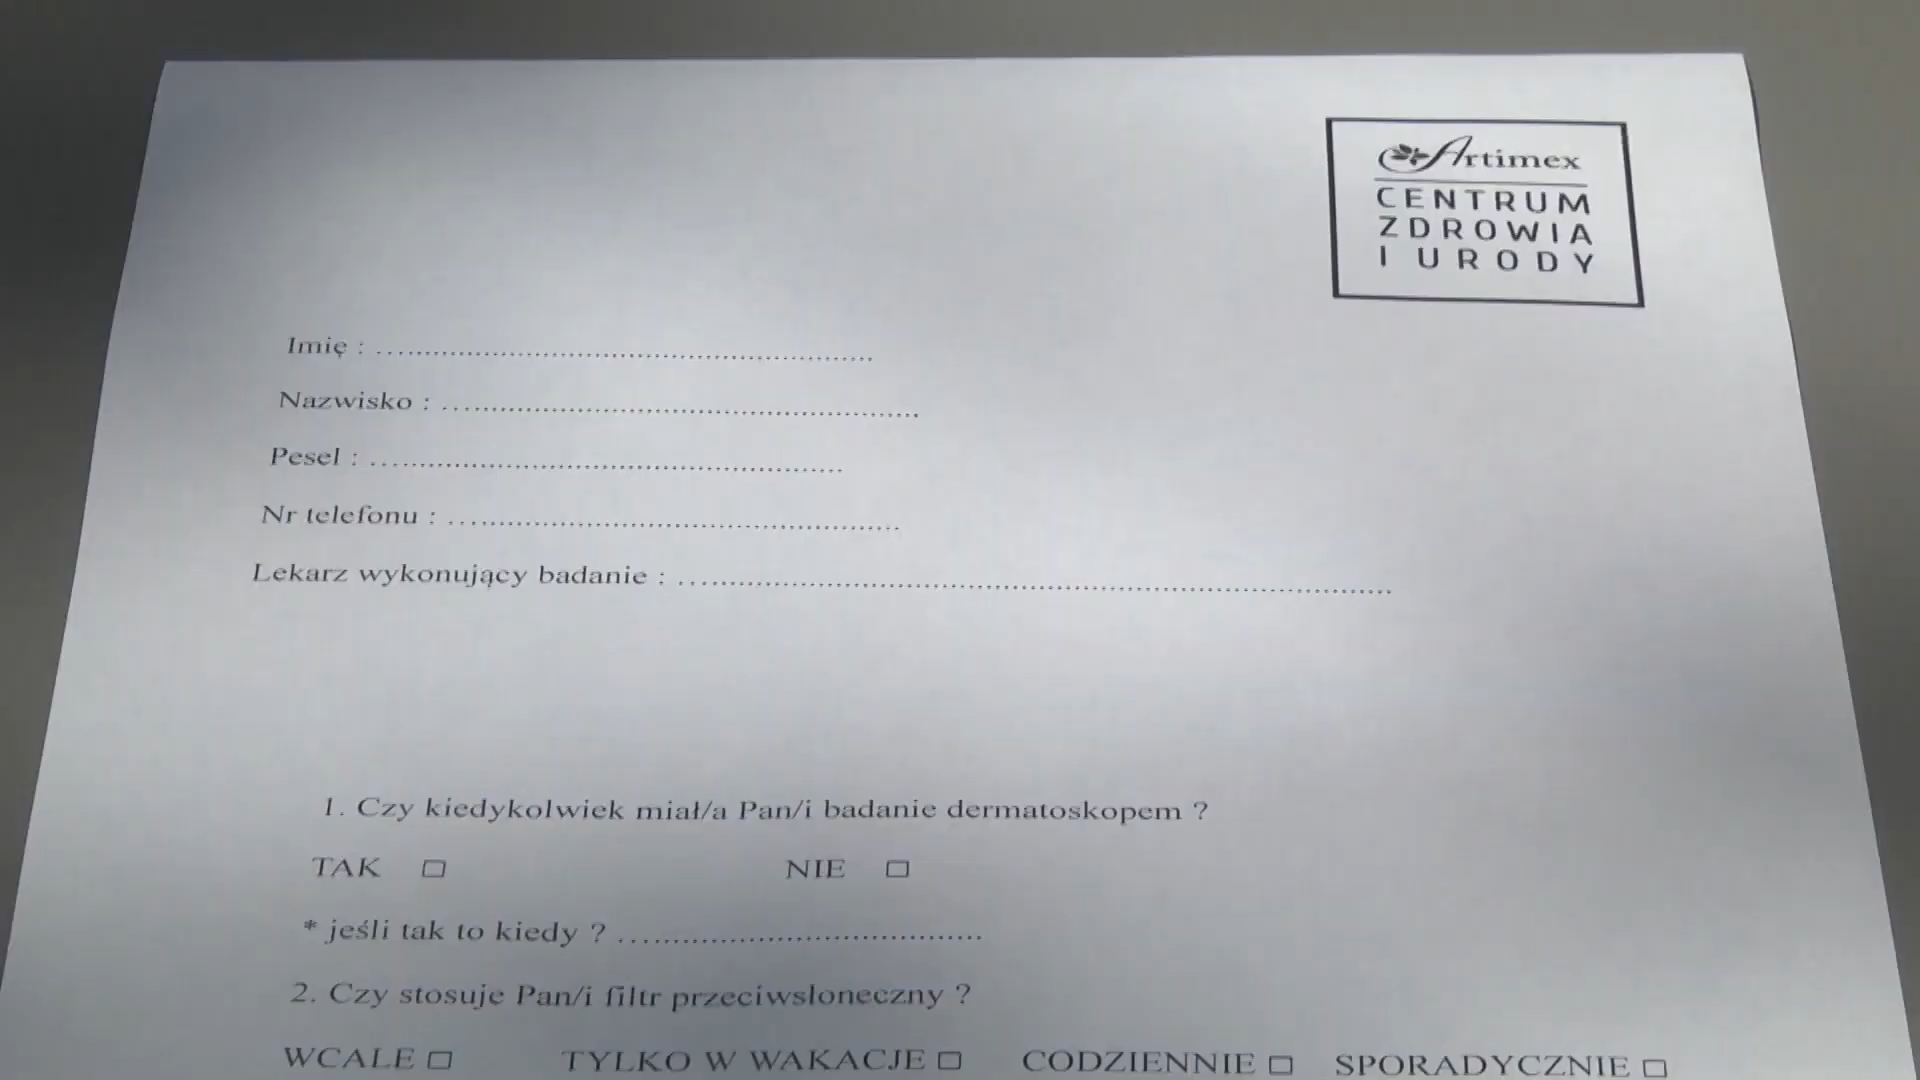 Artimex
CENTRUM
ZDROWIA
I URODY
Imię : ..................................................................
Nazwisko : ...............................................................
Pesel : ...............................................................
Nr telefonu : ............................................................
Lekarz wykonujący badanie : ................................................................................................
1. Czy kiedykolwiek miał/a Pan/i badanie dermatoskopem ?
TAK □ NIE □
* jeśli tak to kiedy ? ................................................
2. Czy stosuje Pan/i filtr przeciwsłoneczny ?
WCALE □ TYLKO W WAKACJE □ CODZIENNIE □ SPORADYCZNIE □